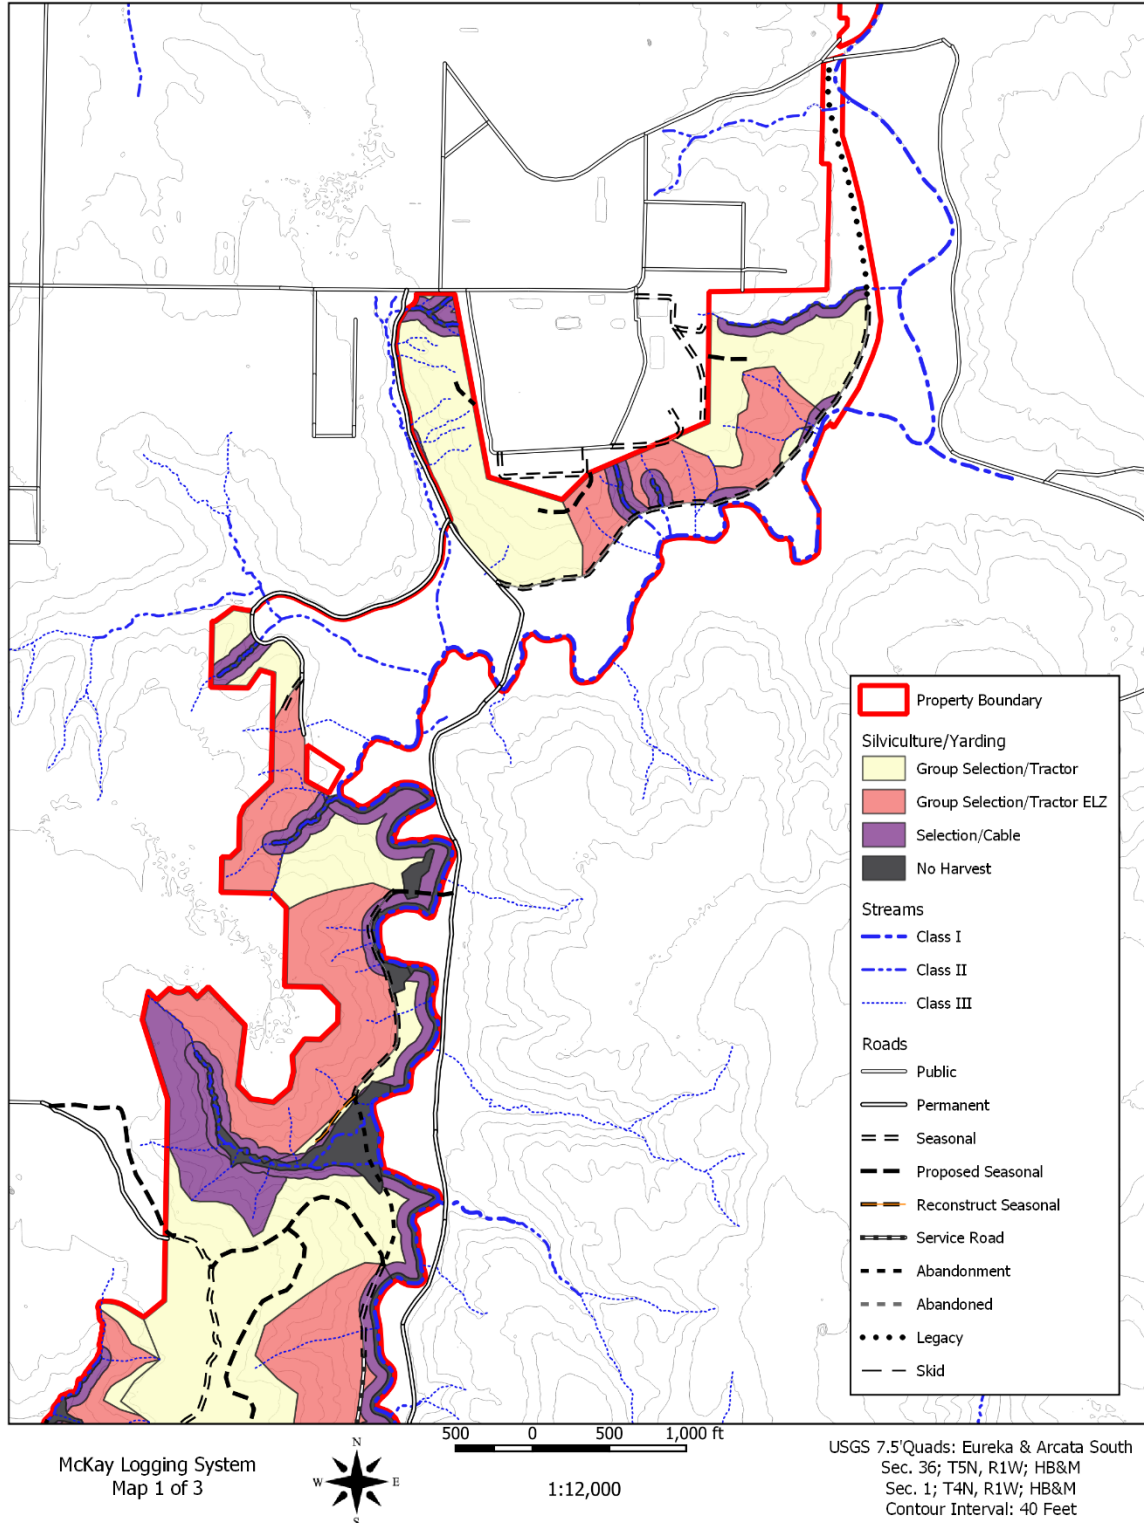 Property Boundary
Silviculture/Yarding
Group Selection/Tractor
Group Selection/Tractor ELZ
Selection/Cable
No Harvest
Streams
Class I
Class II
Class III
Roads
Public
Permanent
Seasonal
Proposed Seasonal
Reconstruct Seasonal
Service Road
Abandonment
Abandoned
Legacy
Skid
McKay Logging System
Map 1 of 3
N
W E
S
500 0 500 1,000 ft
1:12,000
USGS 7.5'Quads: Eureka & Arcata South
Sec. 36; T5N, R1W; HB&M
Sec. 1; T4N, R1W; HB&M
Contour Interval: 40 Feet